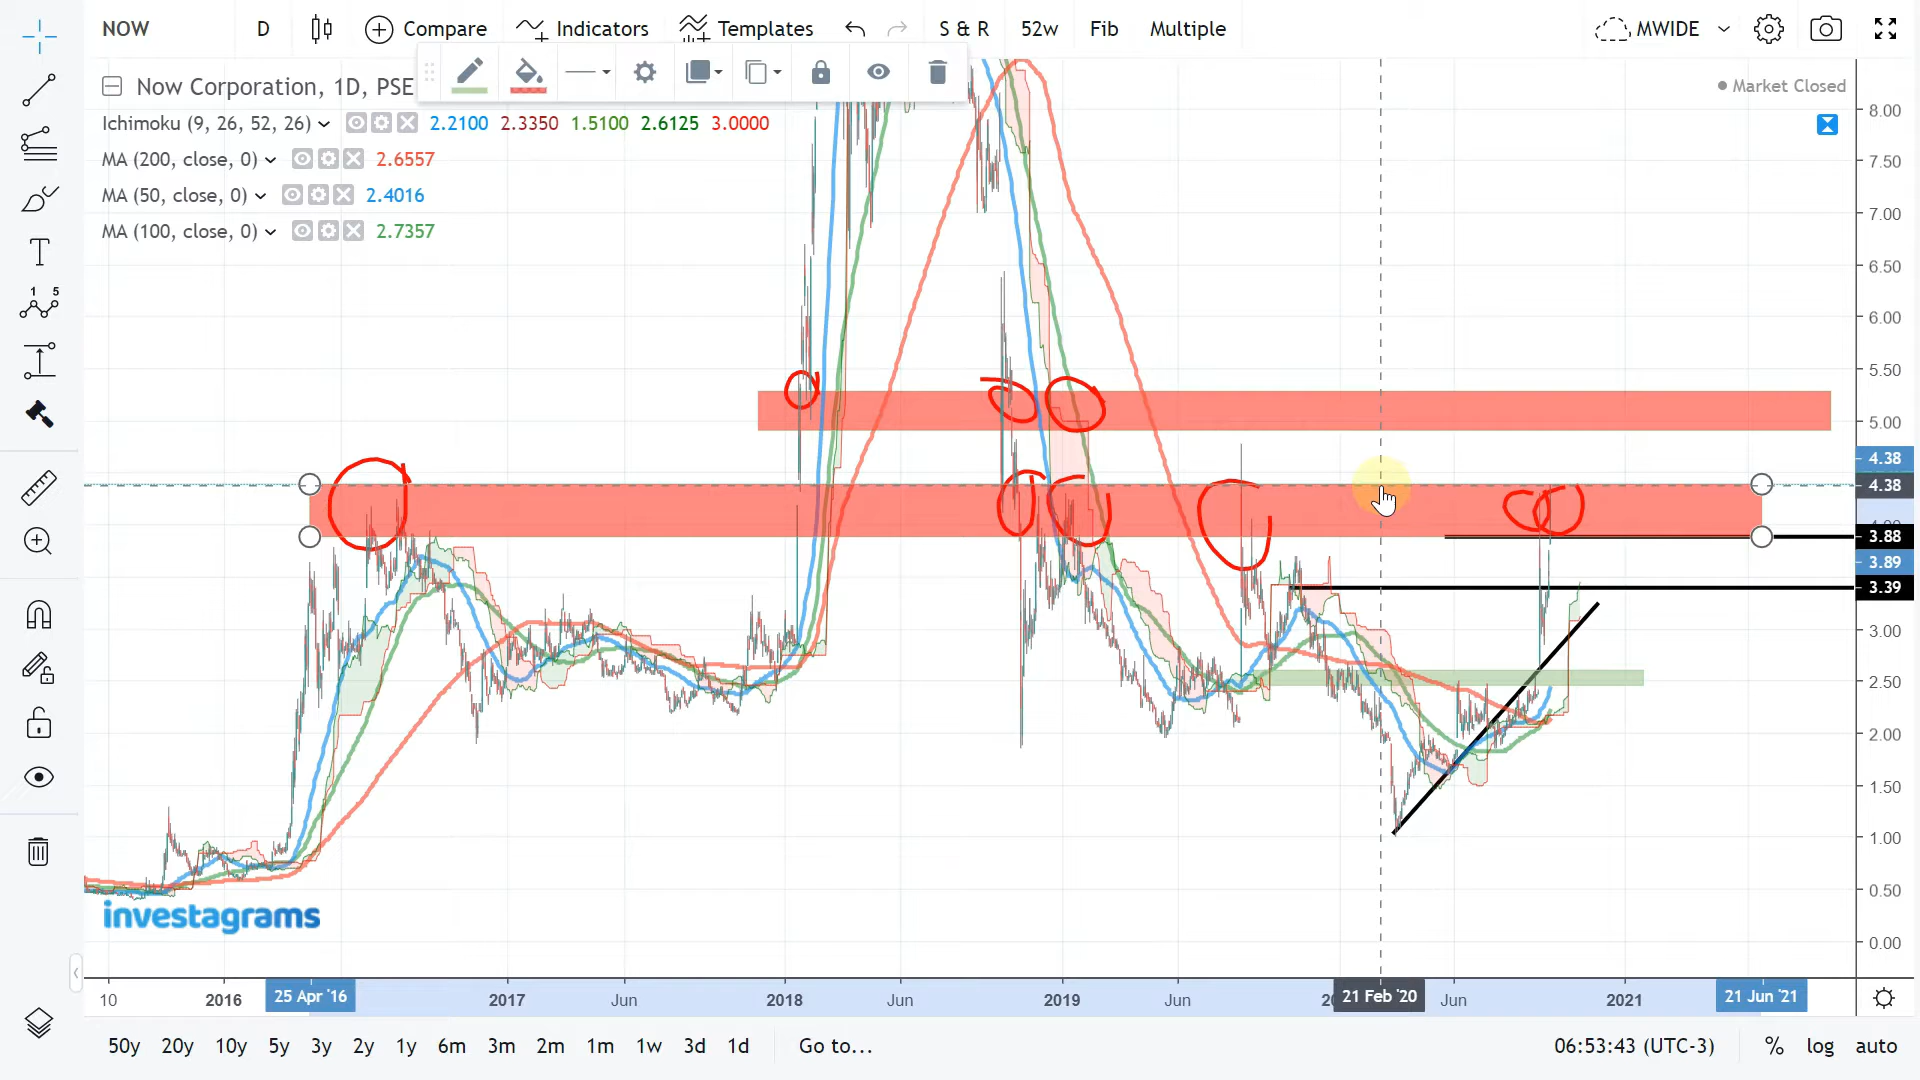 NOW D Compare Indicators Templates S & R 52w Fib Multiple MWIDE
Now Corporation, 1D, PSE
Market Closed
Ichimoku (9, 26, 52, 26) 2.2100 2.3350 1.5100 2.6125 3.0000
MA (200, close, 0) 2.6557
MA (50, close, 0) 2.4016
MA (100, close, 0) 2.7357
1 5
8.00
7.50
7.00
6.50
6.00
5.50
5.00
4.38
4.38
3.88
3.89
3.39
3.00
2.50
2.00
1.50
1.00
0.50
0.00
investagrams
10 2016 25 Apr '16 2017 Jun 2018 Jun 2019 Jun 21 Feb '20 Jun 2021 21 Jun '21
50y 20y 10y 5y 3y 2y 1y 6m 3m 2m 1m 1w 3d 1d Go to... 06:53:43 (UTC-3) % log auto